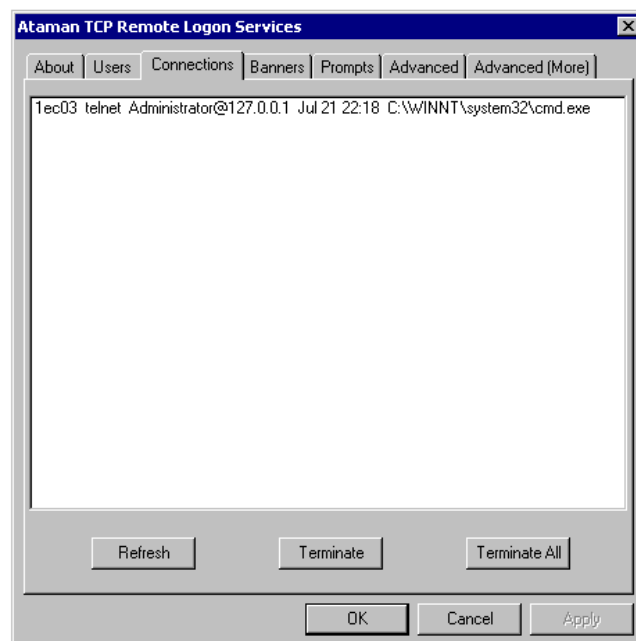 Ataman TCP Remote Logon Services
About Users Connections Banners Prompts Advanced Advanced (More)
1ec03 telnet Administrator@127.0.0.1 Jul 21 22:18 C:\WINNT\system32\cmd.exe
Refresh Terminate Terminate All
OK Cancel Apply